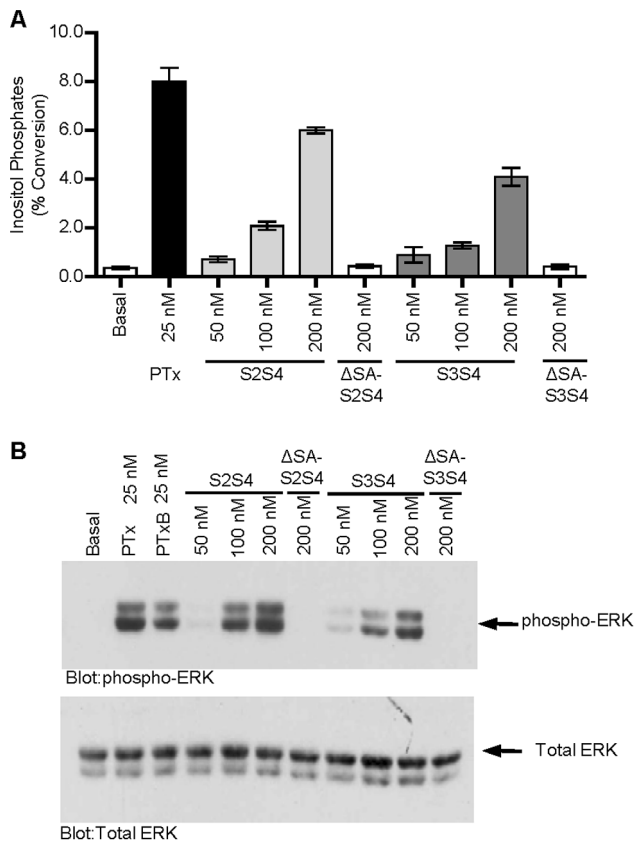 A
Inositol Phosphates
(% Conversion)
10.0
8.0
6.0
4.0
2.0
0.0
Basal
25 nM
50 nM
100 nM
200 nM
200 nM
50 nM
100 nM
200 nM
200 nM
PTx
S2S4
ΔSA-
S2S4
S3S4
ΔSA-
S3S4
B
Basal
PTx 25 nM
PTxB 25 nM
S2S4
50 nM
100 nM
200 nM
ΔSA-
S2S4
200 nM
S3S4
50 nM
100 nM
200 nM
ΔSA-
S3S4
200 nM
phospho-ERK
Blot:phospho-ERK
Total ERK
Blot:Total ERK